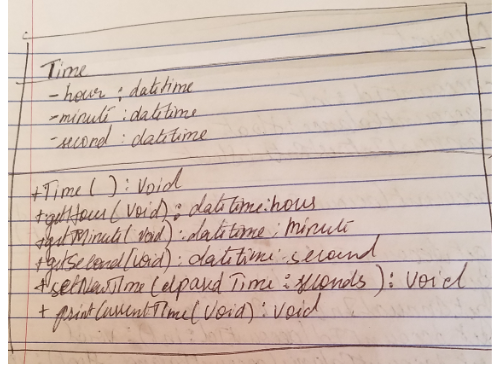 Time
- hour : datetime
- minute : datetime
- second : datetime
+ Time ( ) : Void
+ getHour ( Void ) : datetime : hour
+ getMinute ( Void ) : datetime : Minute
+ getSecond ( Void ) : datetime : second
+ setNewTime ( elpased Time : seconds ) : Void
+ printCurrentTime ( Void ) : Void